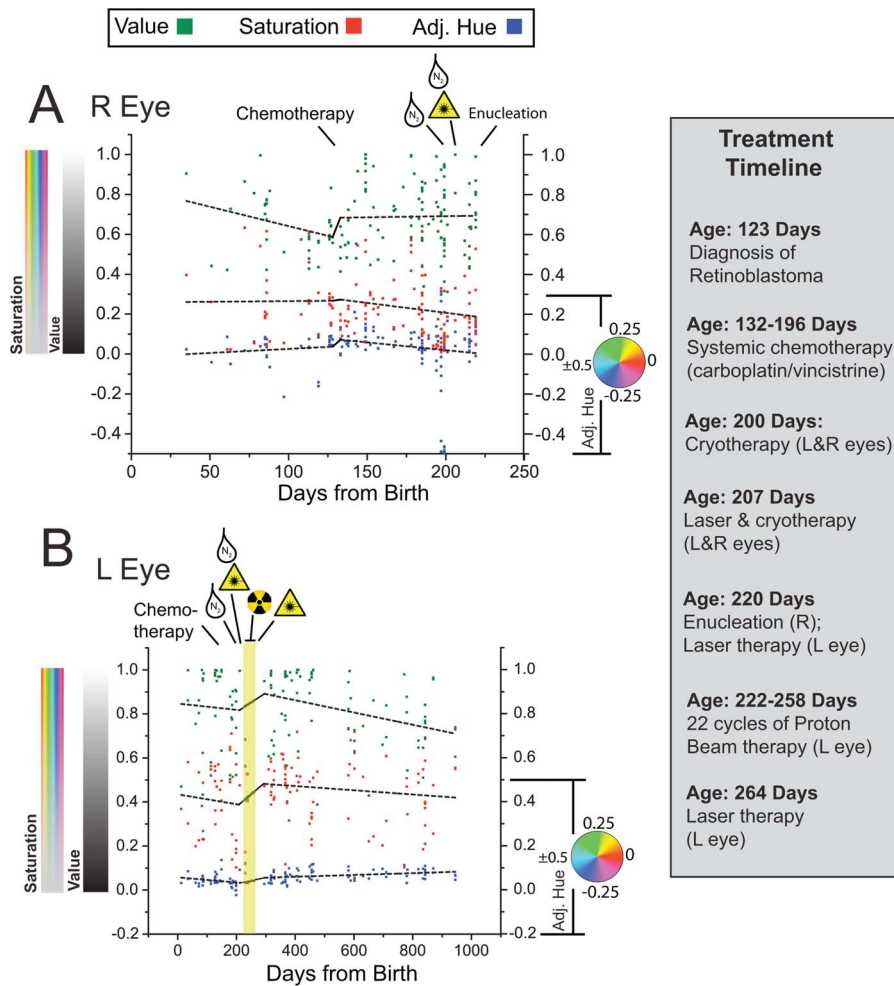 Value Saturation Adj. Hue
A R Eye
Chemotherapy
N₂
N₂
Enucleation
Saturation
Value
1.0
0.8
0.6
0.4
0.2
0.0
-0.2
-0.4
1.0
0.8
0.6
0.4
0.2
0.0
-0.2
-0.4
0 50 100 150 200 250
Days from Birth
Adj. Hue
0.25
0
±0.5
-0.25
B L Eye
Chemo-
therapy
N₂
N₂
Saturation
Value
1.0
0.8
0.6
0.4
0.2
0.0
-0.2
1.0
0.8
0.6
0.4
0.2
0.0
-0.2
0 200 400 600 800 1000
Days from Birth
Adj. Hue
0.25
0
±0.5
-0.25
Treatment
Timeline
Age: 123 Days
Diagnosis of
Retinoblastoma
Age: 132-196 Days
Systemic chemotherapy
(carboplatin/vincistrine)
Age: 200 Days:
Cryotherapy (L&R eyes)
Age: 207 Days
Laser & cryotherapy
(L&R eyes)
Age: 220 Days
Enucleation (R);
Laser therapy (L eye)
Age: 222-258 Days
22 cycles of Proton
Beam therapy (L eye)
Age: 264 Days
Laser therapy
(L eye)